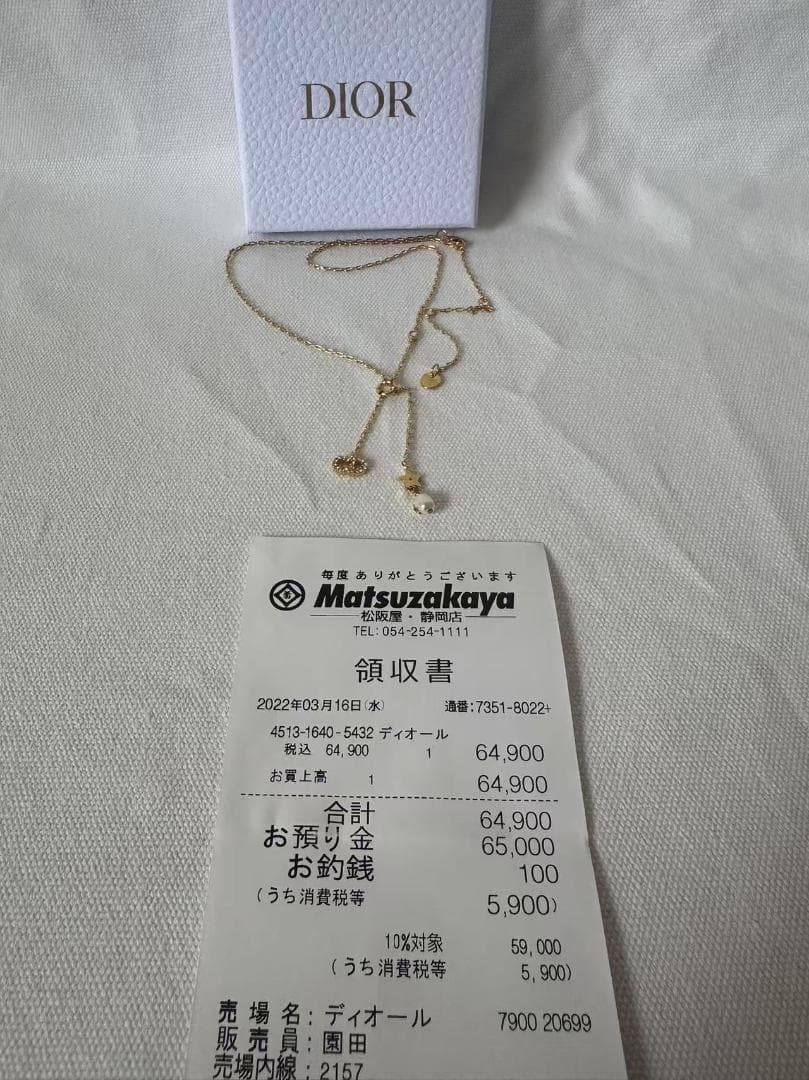 DIOR
毎度ありがとうございます
Matsuzakaya
松阪屋・静岡店
TEL:054-254-1111
領収書
2022年03月16日(水) 通番:7351-8022+
4513-1640-5432 ディオール
税込 64,900 1 64,900
お買上高 1 64,900
合計 64,900
お預り金 65,000
お釣銭 100
(うち消費税等 5,900)
10%対象 59,000
(うち消費税等 5,900)
売場名:ディオール 7900 20699
販売員:園田
売場内線:2157